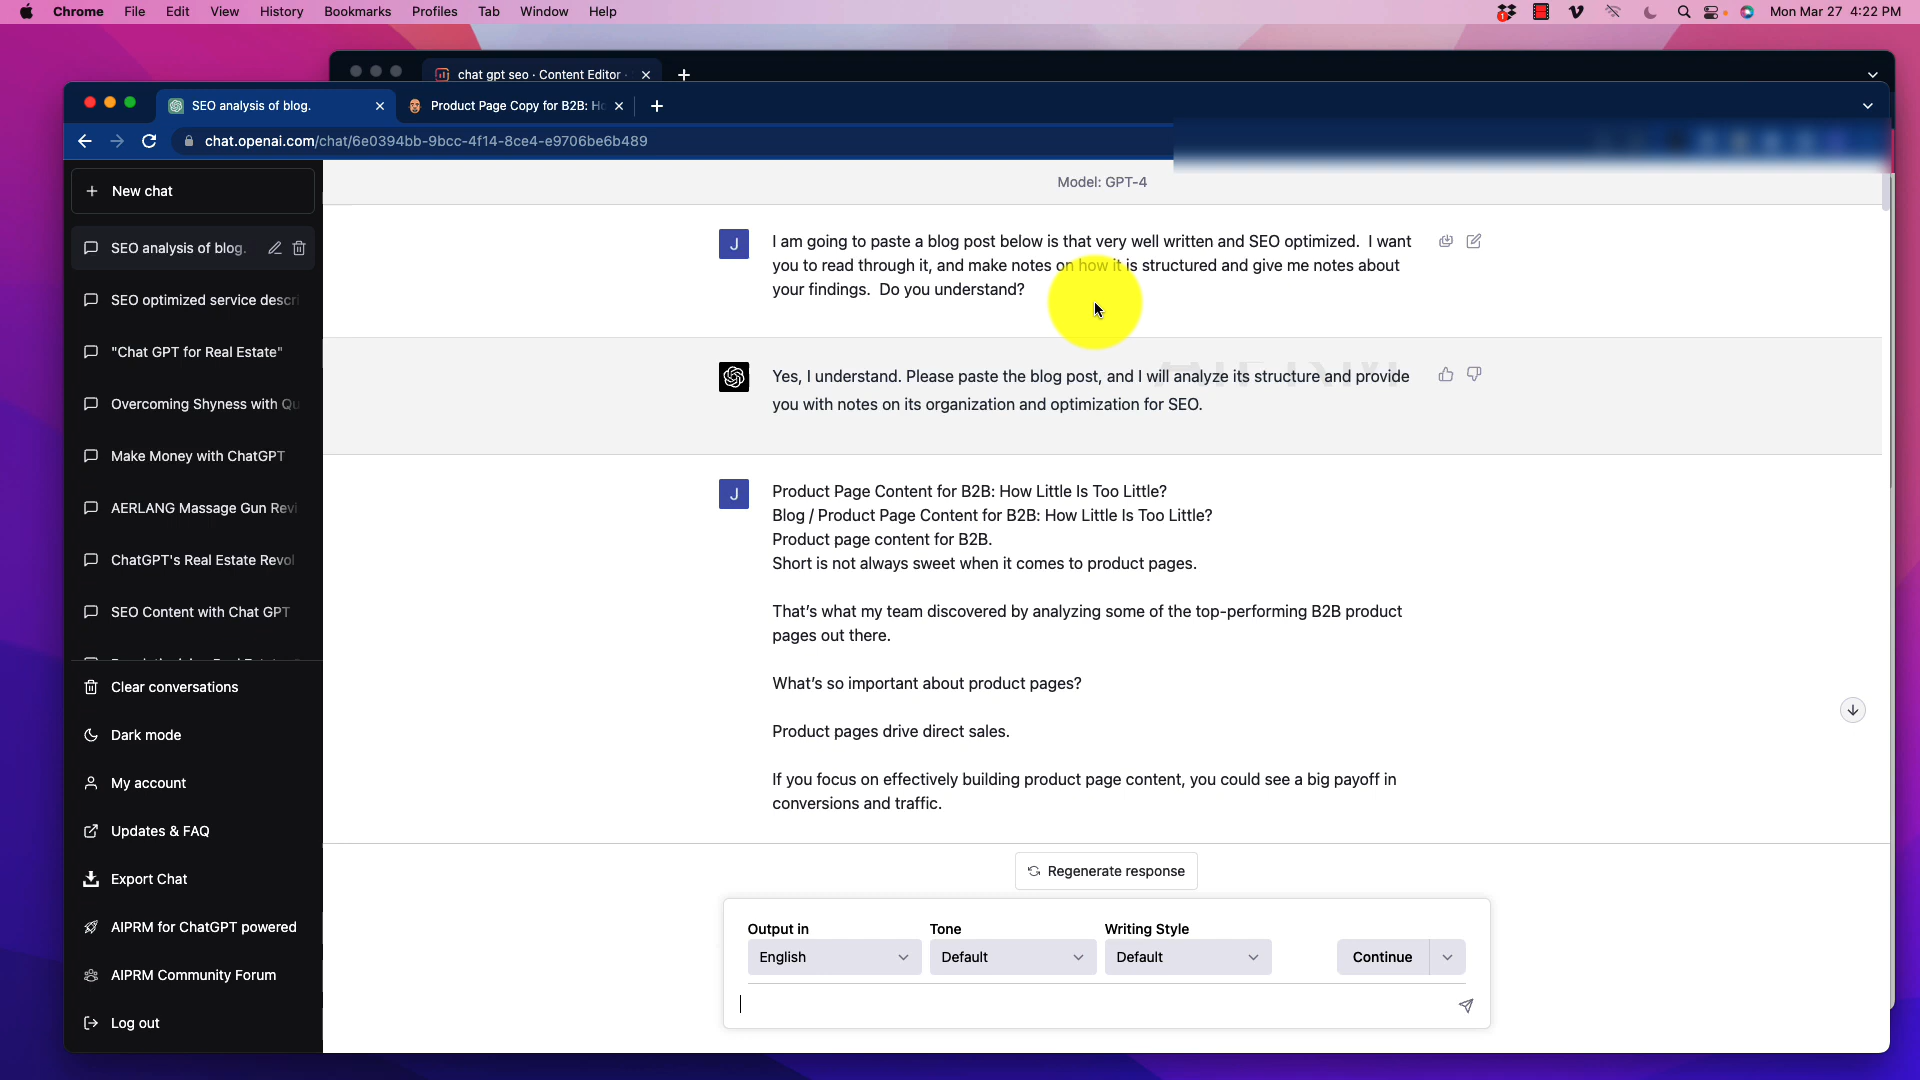 Chrome File Edit View History Bookmarks Profiles Tab Window Help
1
Mon Mar 27 4:22 PM
chat gpt seo · Content Editor ·
SEO analysis of blog.
Product Page Copy for B2B: Ho
chat.openai.com/chat/6e0394bb-9bcc-4f14-8ce4-e9706be6b489
New chat
SEO analysis of blog.
SEO optimized service descri
"Chat GPT for Real Estate"
Overcoming Shyness with Qu
Make Money with ChatGPT
AERLANG Massage Gun Revi
ChatGPT's Real Estate Revol
SEO Content with Chat GPT
Clear conversations
Dark mode
My account
Updates & FAQ
Export Chat
AIPRM for ChatGPT powered
AIPRM Community Forum
Log out
Model: GPT-4
J
I am going to paste a blog post below is that very well written and SEO optimized. I want
you to read through it, and make notes on how it is structured and give me notes about
your findings. Do you understand?
Yes, I understand. Please paste the blog post, and I will analyze its structure and provide
you with notes on its organization and optimization for SEO.
J
Product Page Content for B2B: How Little Is Too Little?
Blog / Product Page Content for B2B: How Little Is Too Little?
Product page content for B2B.
Short is not always sweet when it comes to product pages.
That's what my team discovered by analyzing some of the top-performing B2B product
pages out there.
What's so important about product pages?
Product pages drive direct sales.
If you focus on effectively building product page content, you could see a big payoff in
conversions and traffic.
Regenerate response
Output in Tone Writing Style
English Default Default Continue